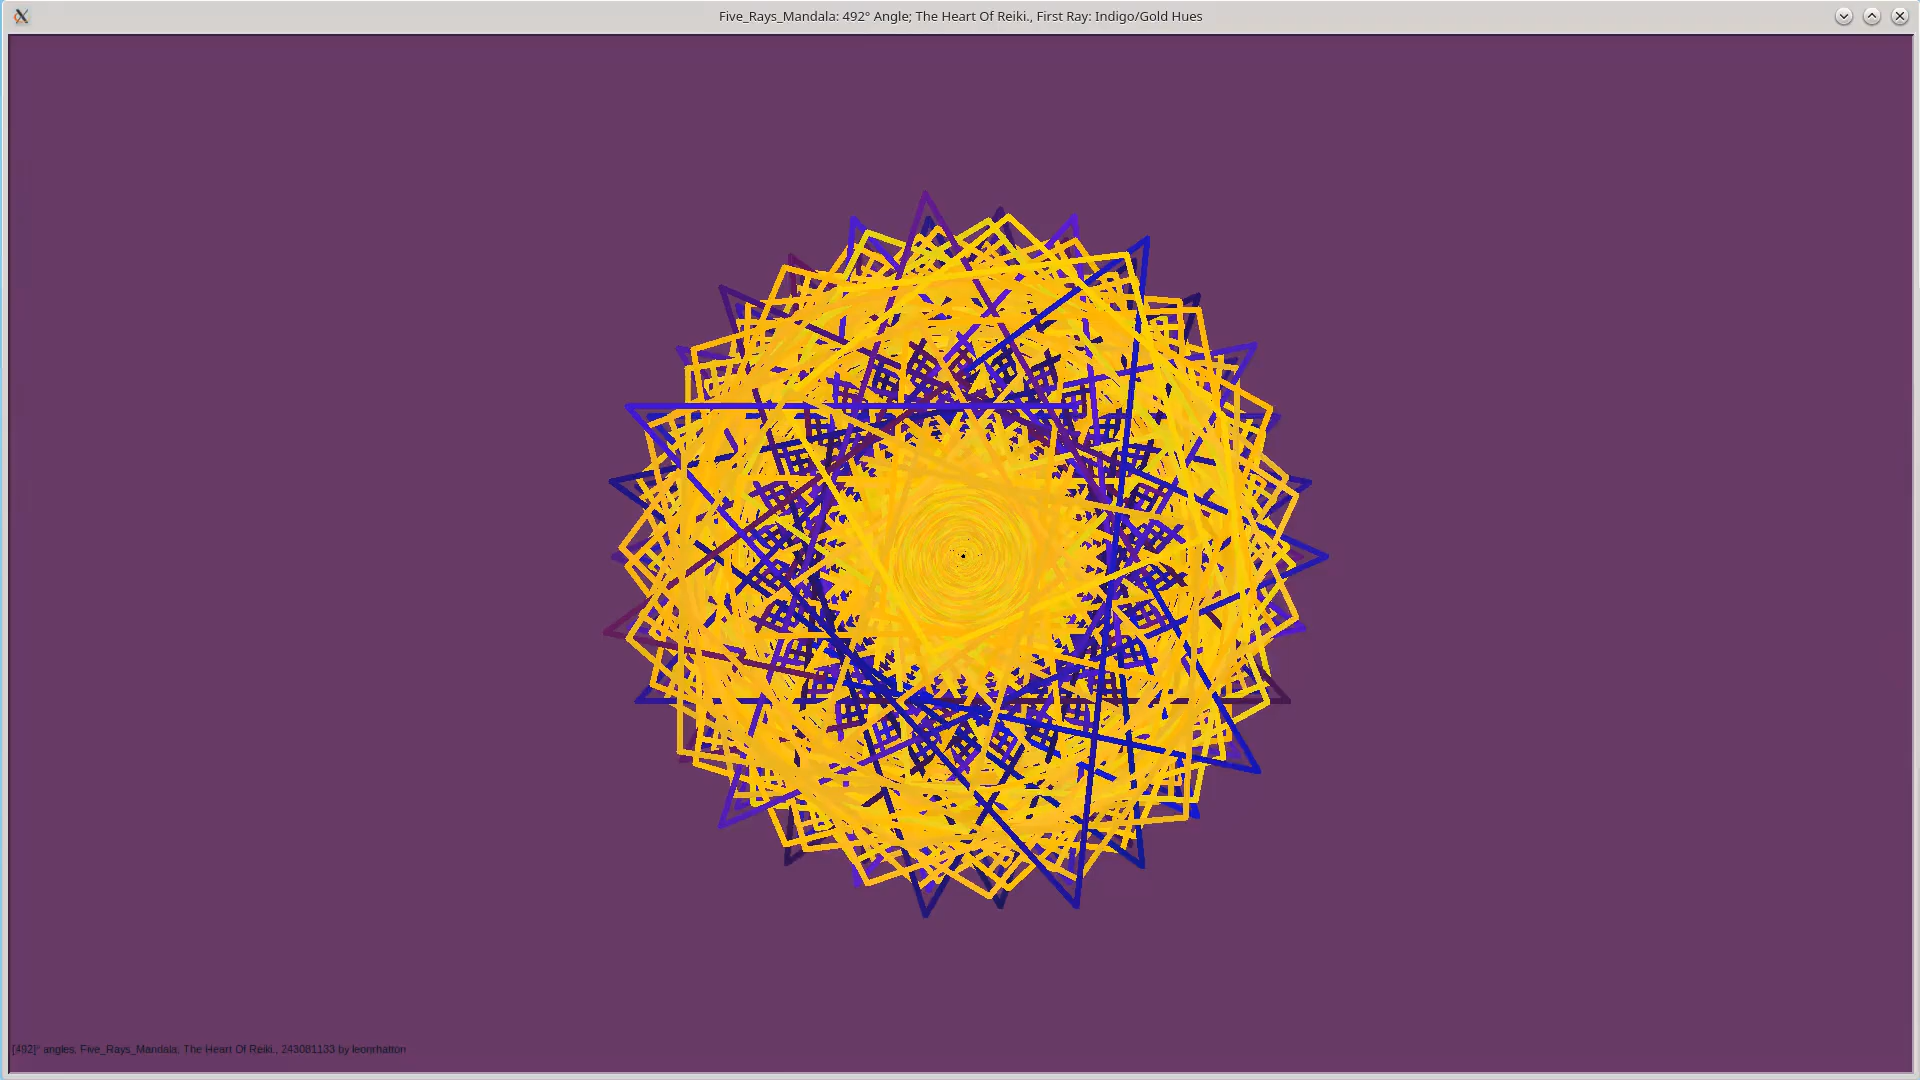 Five_Rays_Mandala: 492° Angle; The Heart Of Reiki., First Ray: Indigo/Gold Hues
[492]° angles, Five_Rays_Mandala; The Heart Of Reiki., 243081133 by leonrhatton